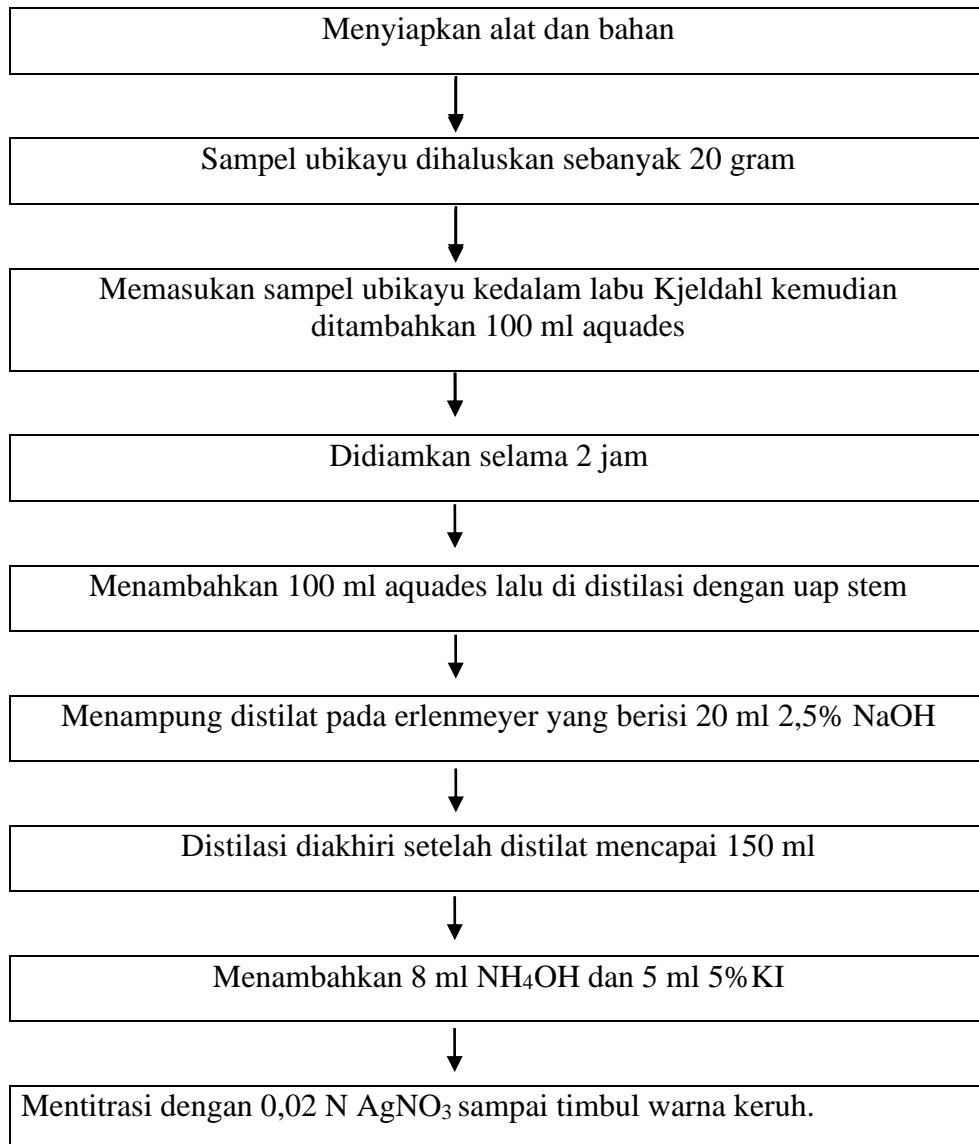 Menyiapkan alat dan bahan
Sampel ubikayu dihaluskan sebanyak 20 gram
Memasukan sampel ubikayu kedalam labu Kjeldahl kemudian
ditambahkan 100 ml aquades
Didiamkan selama 2 jam
Menambahkan 100 ml aquades lalu di distilasi dengan uap stem
Menampung distilat pada erlenmeyer yang berisi 20 ml 2,5% NaOH
Distilasi diakhiri setelah distilat mencapai 150 ml
Menambahkan 8 ml NH₄OH dan 5 ml 5%KI
Mentitrasi dengan 0,02 N AgNO₃ sampai timbul warna keruh.